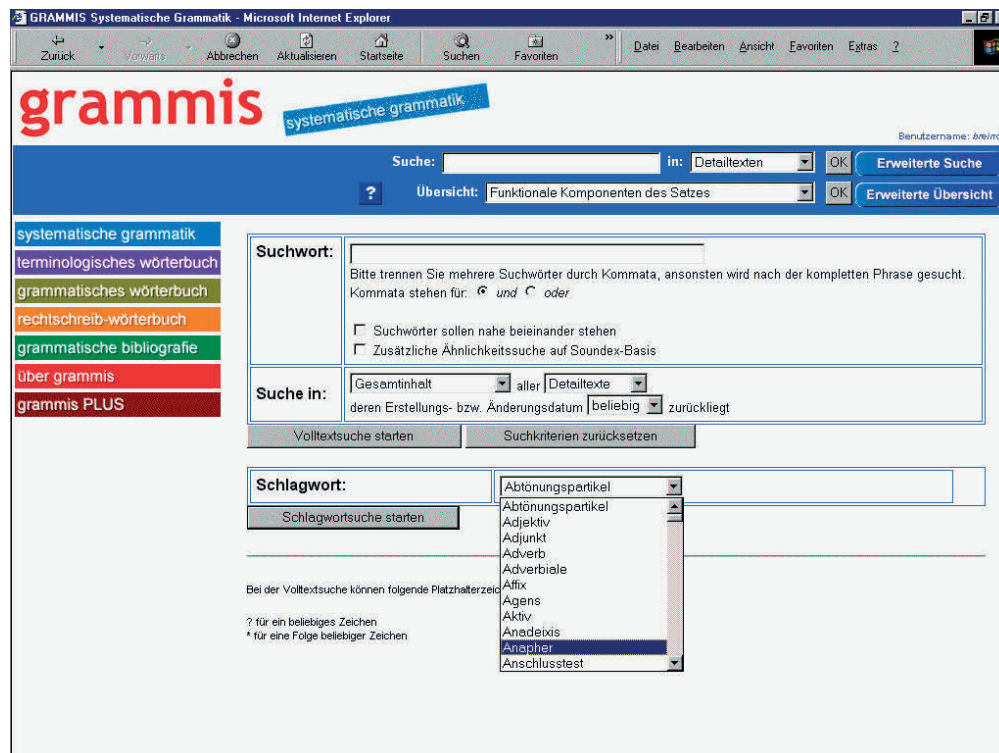 GRAMMIS Systematische Grammatik - Microsoft Internet Explorer
Zurück Vorwärts Abbrechen Aktualisieren Startseite Suchen Favoriten » Datei Bearbeiten Ansicht Favoriten Extras ?
grammis systematische grammatik
Benutzername:
Suche: in: Detailtexten OK Erweiterte Suche
? Übersicht: Funktionale Komponenten des Satzes OK Erweiterte Übersicht
systematische grammatik
terminologisches wörterbuch
grammatisches wörterbuch
rechtschreib-wörterbuch
grammatische bibliografie
über grammis
grammis PLUS
Suchwort:
Bitte trennen Sie mehrere Suchwörter durch Kommata, ansonsten wird nach der kompletten Phrase gesucht.
Kommata stehen für: und oder
Suchwörter sollen nahe beieinander stehen
Zusätzliche Ähnlichkeitssuche auf Soundex-Basis
Suche in: Gesamtinhalt aller Detailtexte
deren Erstellungs- bzw. Änderungsdatum beliebig zurückliegt
Volltextsuche starten Suchkriterien zurücksetzen
Schlagwort: Abtönungspartikel
Schlagwortsuche starten
Abtönungspartikel
Adjektiv
Adjunkt
Adverb
Adverbiale
Affix
Agens
Aktiv
Anadeixis
Anapher
Anschlusstest
Bei der Volltextsuche können folgende Platzhalterzeic
? für ein beliebiges Zeichen
* für eine Folge beliebiger Zeichen